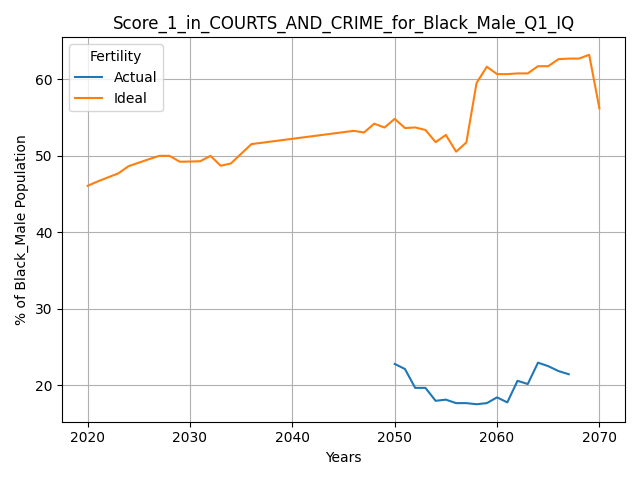 Score_1_in_COURTS_AND_CRIME_for_Black_Male_Q1_IQ
Fertility
Actual
Ideal
% of Black_Male Population
60
50
40
30
20
2020 2030 2040 2050 2060 2070
Years